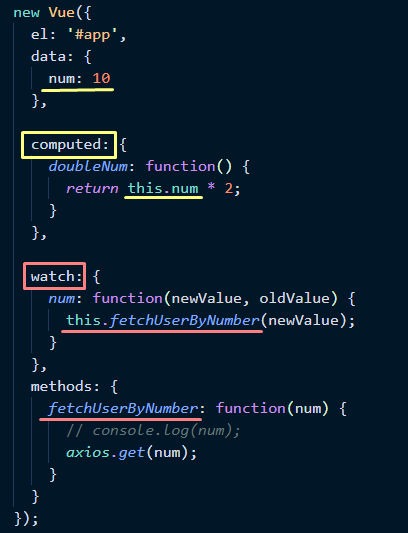 new Vue({
  el: '#app',
  data: {
    num: 10
  },

  computed: {
    doubleNum: function() {
      return this.num * 2;
    }
  },

  watch: {
    num: function(newValue, oldValue) {
      this.fetchUserByNumber(newValue);
    }
  },
  methods: {
    fetchUserByNumber: function(num) {
      // console.log(num);
      axios.get(num);
    }
  }
});